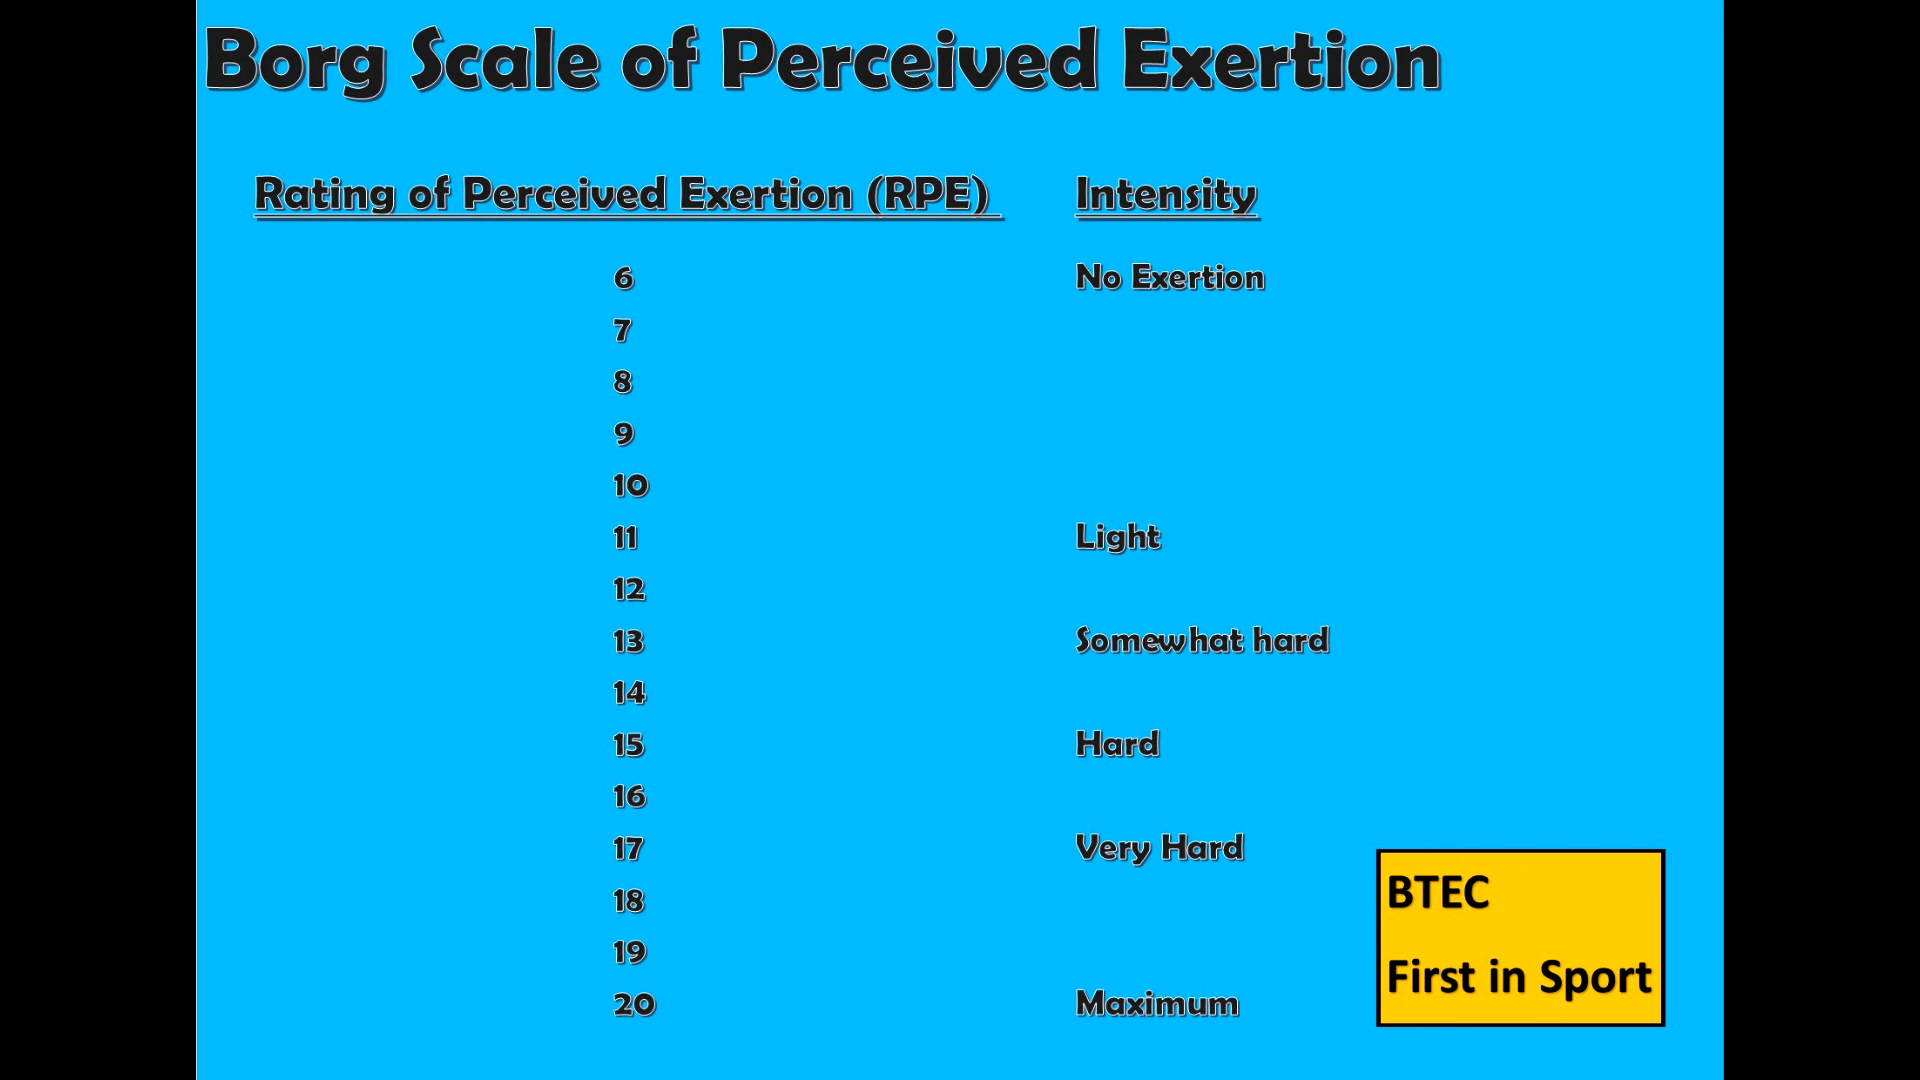 Borg Scale of Perceived Exertion
Rating of Perceived Exertion (RPE) Intensity
6 No Exertion
7
8
9
10
11 Light
12
13 Somewhat hard
14
15 Hard
16
17 Very Hard
18
19
20 Maximum
BTEC
First in Sport